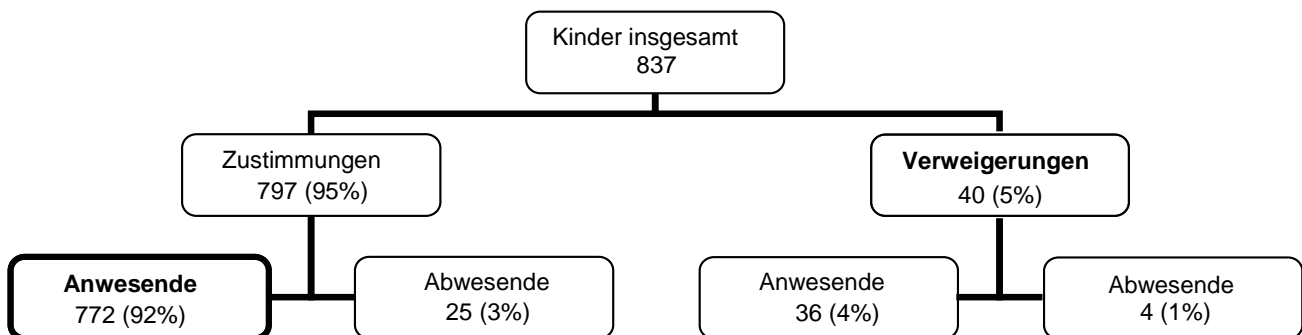 Kinder insgesamt
837
Zustimmungen
797 (95%)
Verweigerungen
40 (5%)
Anwesende
772 (92%)
Abwesende
25 (3%)
Anwesende
36 (4%)
Abwesende
4 (1%)